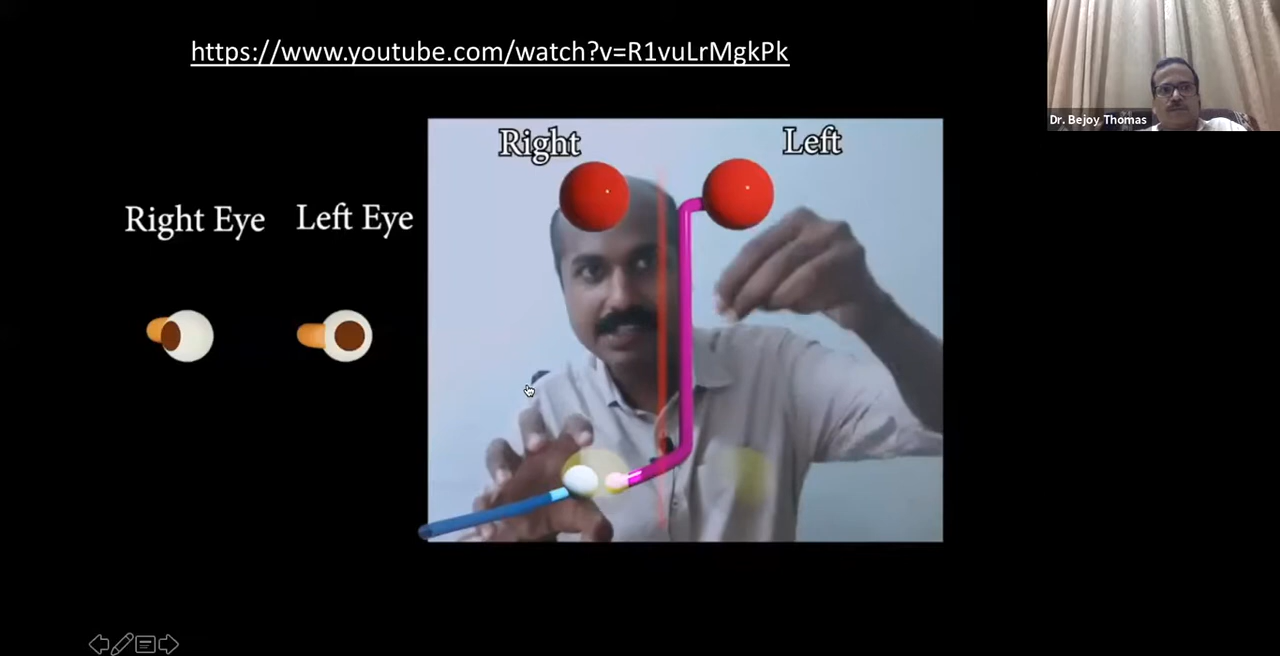 https://www.youtube.com/watch?v=R1vuLrMgkPk
Dr. Bejoy Thomas
Right
Left
Right Eye
Left Eye